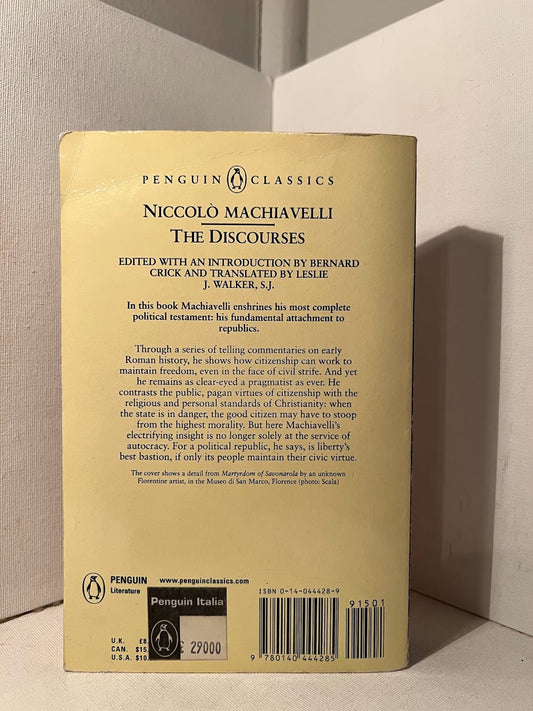 PENGUIN CLASSICS
NICCOLÒ MACHIAVELLI
THE DISCOURSES
EDITED WITH AN INTRODUCTION BY BERNARD
CRICK AND TRANSLATED BY LESLIE
J. WALKER, S.J.
In this book Machiavelli enshrines his most complete
political testament: his fundamental attachment to
republics.
Through a series of telling commentaries on early
Roman history, he shows how citizenship can work to
maintain freedom, even in the face of civil strife. And yet
he remains as clear-eyed a pragmatist as ever. He
contrasts the public, pagan virtues of citizenship with the
religious and personal standards of Christianity: when
the state is in danger, the good citizen may have to stoop
from the highest morality. But here Machiavelli's
electrifying insight is no longer solely at the service of
autocracy. For a political republic, he says, is liberty's
best bastion, if only its people maintain their civic virtue.
The cover shows a detail from Martyrdom of Savonarola by an unknown
Florentine artist, in the Museo di San Marco, Florence (photo: Scala)
PENGUIN www.penguinclassics.com
Literature
Penguin Italia
£ 29000
U.K. £8.
CAN. $15.
U.S.A. $10.
ISBN 0-14-044428-9
91501
9 780140 444285